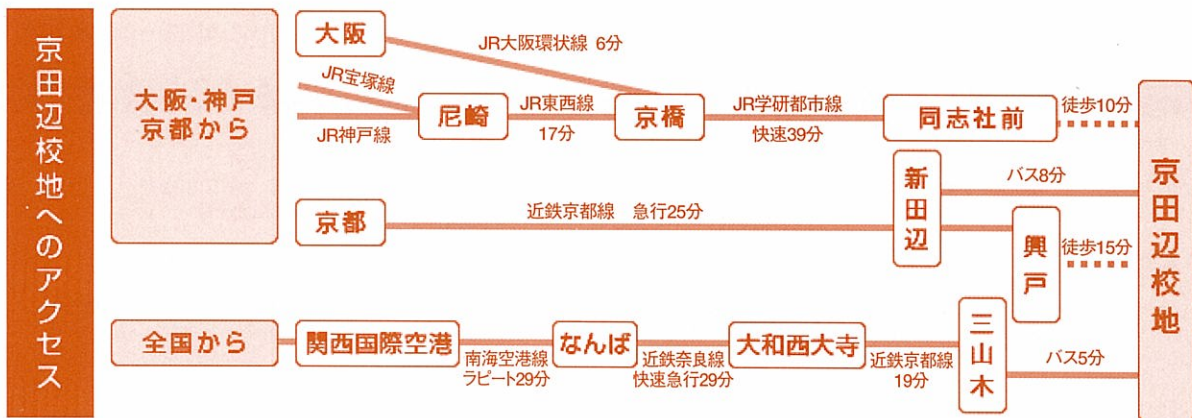 京田辺校地へのアクセス
大阪・神戸
京都から
大阪
JR大阪環状線 6分
JR宝塚線
JR神戸線
尼崎
JR東西線
17分
京橋
JR学研都市線
快速39分
同志社前
徒歩10分
京都
近鉄京都線 急行25分
新田辺
バス8分
興戸
徒歩15分
全国から
関西国際空港
南海空港線
ラピート29分
なんば
近鉄奈良線
快速急行29分
大和西大寺
近鉄京都線
19分
三山木
バス5分
京田辺校地